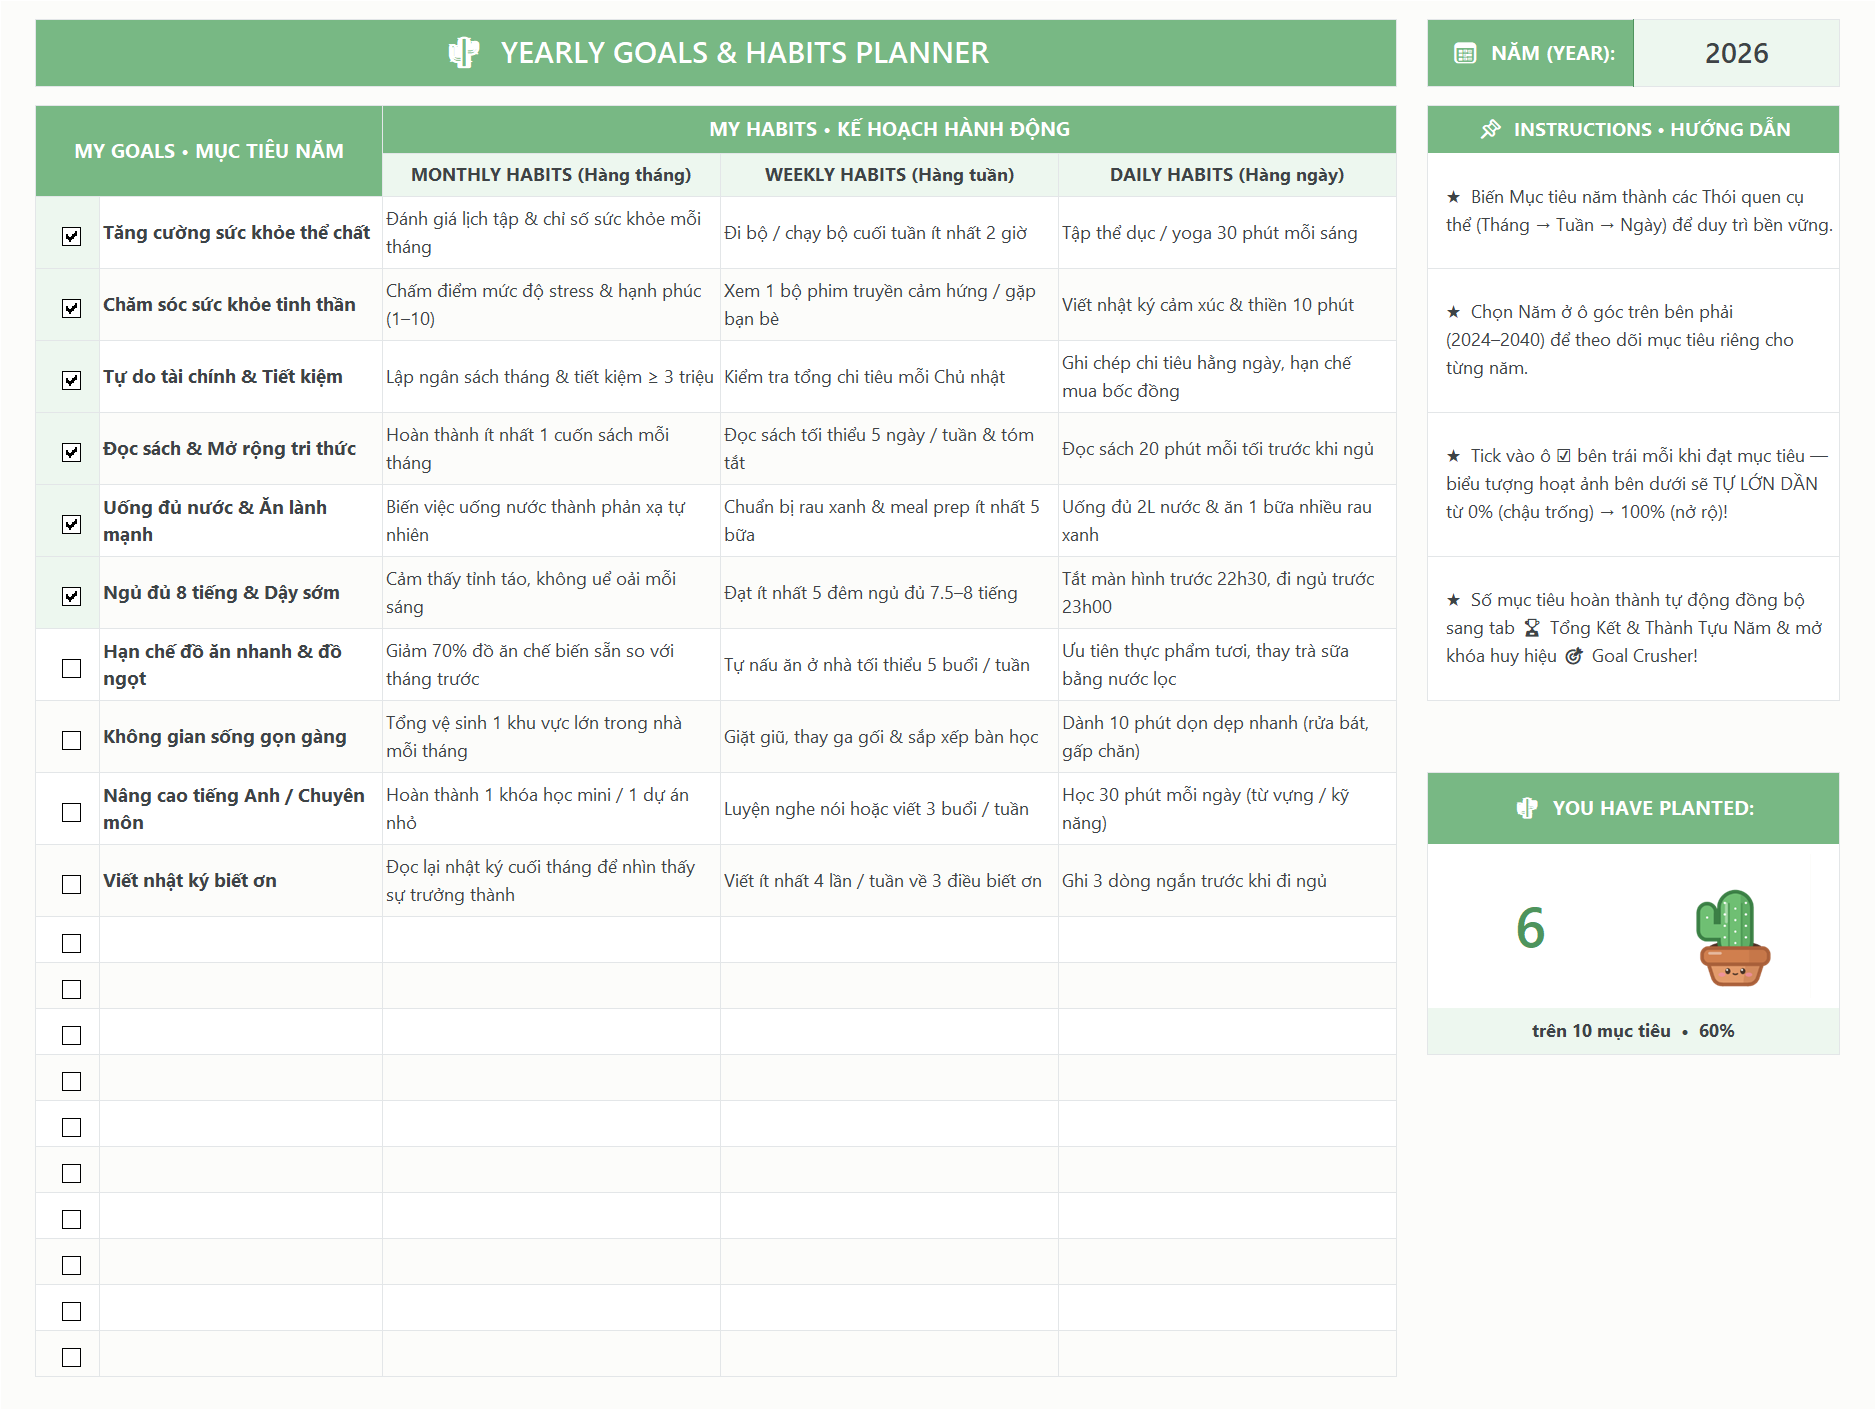 YEARLY GOALS & HABITS PLANNER
NĂM (YEAR):
2026
MY GOALS • MỤC TIÊU NĂM
MY HABITS • KẾ HOẠCH HÀNH ĐỘNG
MONTHLY HABITS (Hàng tháng)
WEEKLY HABITS (Hàng tuần)
DAILY HABITS (Hàng ngày)
Tăng cường sức khỏe thể chất
Đánh giá lịch tập & chỉ số sức khỏe mỗi
tháng
Đi bộ / chạy bộ cuối tuần ít nhất 2 giờ
Tập thể dục / yoga 30 phút mỗi sáng
Chăm sóc sức khỏe tinh thần
Chấm điểm mức độ stress & hạnh phúc
(1–10)
Xem 1 bộ phim truyền cảm hứng / gặp
bạn bè
Viết nhật ký cảm xúc & thiền 10 phút
Tự do tài chính & Tiết kiệm
Lập ngân sách tháng & tiết kiệm ≥ 3 triệu
Kiểm tra tổng chi tiêu mỗi Chủ nhật
Ghi chép chi tiêu hằng ngày, hạn chế
mua bốc đồng
Đọc sách & Mở rộng tri thức
Hoàn thành ít nhất 1 cuốn sách mỗi
tháng
Đọc sách tối thiểu 5 ngày / tuần & tóm
tắt
Đọc sách 20 phút mỗi tối trước khi ngủ
Uống đủ nước & Ăn lành
mạnh
Biến việc uống nước thành phản xạ tự
nhiên
Chuẩn bị rau xanh & meal prep ít nhất 5
bữa
Uống đủ 2L nước & ăn 1 bữa nhiều rau
xanh
Ngủ đủ 8 tiếng & Dậy sớm
Cảm thấy tỉnh táo, không uể oải mỗi
sáng
Đạt ít nhất 5 đêm ngủ đủ 7.5–8 tiếng
Tắt màn hình trước 22h30, đi ngủ trước
23h00
Hạn chế đồ ăn nhanh & đồ
ngọt
Giảm 70% đồ ăn chế biến sẵn so với
tháng trước
Tự nấu ăn ở nhà tối thiểu 5 buổi / tuần
Ưu tiên thực phẩm tươi, thay trà sữa
bằng nước lọc
Không gian sống gọn gàng
Tổng vệ sinh 1 khu vực lớn trong nhà
mỗi tháng
Giặt giũ, thay ga gối & sắp xếp bàn học
Dành 10 phút dọn dẹp nhanh (rửa bát,
gấp chăn)
Nâng cao tiếng Anh / Chuyên
môn
Hoàn thành 1 khóa học mini / 1 dự án
nhỏ
Luyện nghe nói hoặc viết 3 buổi / tuần
Học 30 phút mỗi ngày (từ vựng / kỹ
năng)
Viết nhật ký biết ơn
Đọc lại nhật ký cuối tháng để nhìn thấy
sự trưởng thành
Viết ít nhất 4 lần / tuần về 3 điều biết ơn
Ghi 3 dòng ngắn trước khi đi ngủ
INSTRUCTIONS • HƯỚNG DẪN
★ Biến Mục tiêu năm thành các Thói quen cụ
thể (Tháng → Tuần → Ngày) để duy trì bền vững.
★ Chọn Năm ở ô góc trên bên phải
(2024–2040) để theo dõi mục tiêu riêng cho
từng năm.
★ Tick vào ô ☑ bên trái mỗi khi đạt mục tiêu —
biểu tượng hoạt ảnh bên dưới sẽ TỰ LỚN DẦN
từ 0% (chậu trống) → 100% (nở rộ)!
★ Số mục tiêu hoàn thành tự động đồng bộ
sang tab 🏆 Tổng Kết & Thành Tựu Năm & mở
khóa huy hiệu 🎯 Goal Crusher!
YOU HAVE PLANTED:
6
trên 10 mục tiêu • 60%